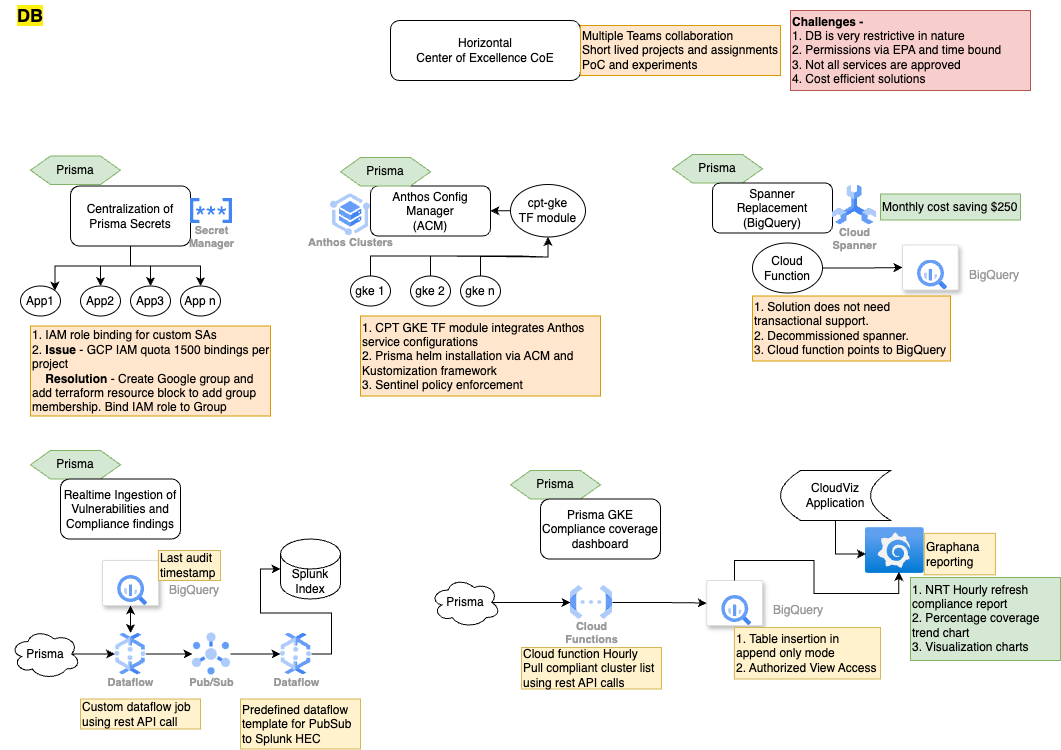 DB
Horizontal
Center of Excellence CoE
Multiple Teams collaboration
Short lived projects and assignments
PoC and experiments
Challenges -
1. DB is very restrictive in nature
2. Permissions via EPA and time bound
3. Not all services are approved
4. Cost efficient solutions
Prisma
Centralization of
Prisma Secrets
Secret
Manager
App1
App2
App3
App n
1. IAM role binding for custom SAs
2. Issue - GCP IAM quota 1500 bindings per
project
Resolution - Create Google group and
add terraform resource block to add group
membership. Bind IAM role to Group
Prisma
Anthos Clusters
Anthos Config
Manager
(ACM)
cpt-gke
TF module
gke 1
gke 2
gke n
1. CPT GKE TF module integrates Anthos
service configurations
2. Prisma helm installation via ACM and
Kustomization framework
3. Sentinel policy enforcement
Prisma
Spanner
Replacement
(BigQuery)
Cloud
Spanner
Monthly cost saving $250
Cloud
Function
BigQuery
1. Solution does not need
transactional support.
2. Decommissioned spanner.
3. Cloud function points to BigQuery
Prisma
Realtime Ingestion of
Vulnerabilities and
Compliance findings
Last audit
timestamp
BigQuery
Splunk
Index
Prisma
Dataflow
Pub/Sub
Dataflow
Custom dataflow job
using rest API call
Predefined dataflow
template for PubSub
to Splunk HEC
Prisma
Prisma GKE
Compliance coverage
dashboard
CloudViz
Application
Graphana
reporting
Prisma
Cloud
Functions
BigQuery
Cloud function Hourly
Pull compliant cluster list
using rest API calls
1. Table insertion in
append only mode
2. Authorized View Access
1. NRT Hourly refresh
compliance report
2. Percentage coverage
trend chart
3. Visualization charts